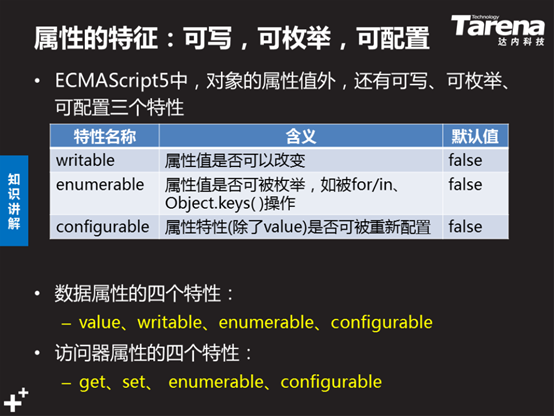 属性的特征：可写，可枚举，可配置
Technology
Tarena
达内科技
• ECMAScript5中，对象的属性值外，还有可写、可枚举、
可配置三个特性
特性名称 含义 默认值
writable 属性值是否可以改变 false
enumerable 属性值是否可被枚举，如被for/in、 false
Object.keys( )操作
configurable 属性特性(除了value)是否可被重新配置 false
知识讲解
• 数据属性的四个特性：
– value、writable、enumerable、configurable
• 访问器属性的四个特性：
– get、set、 enumerable、configurable